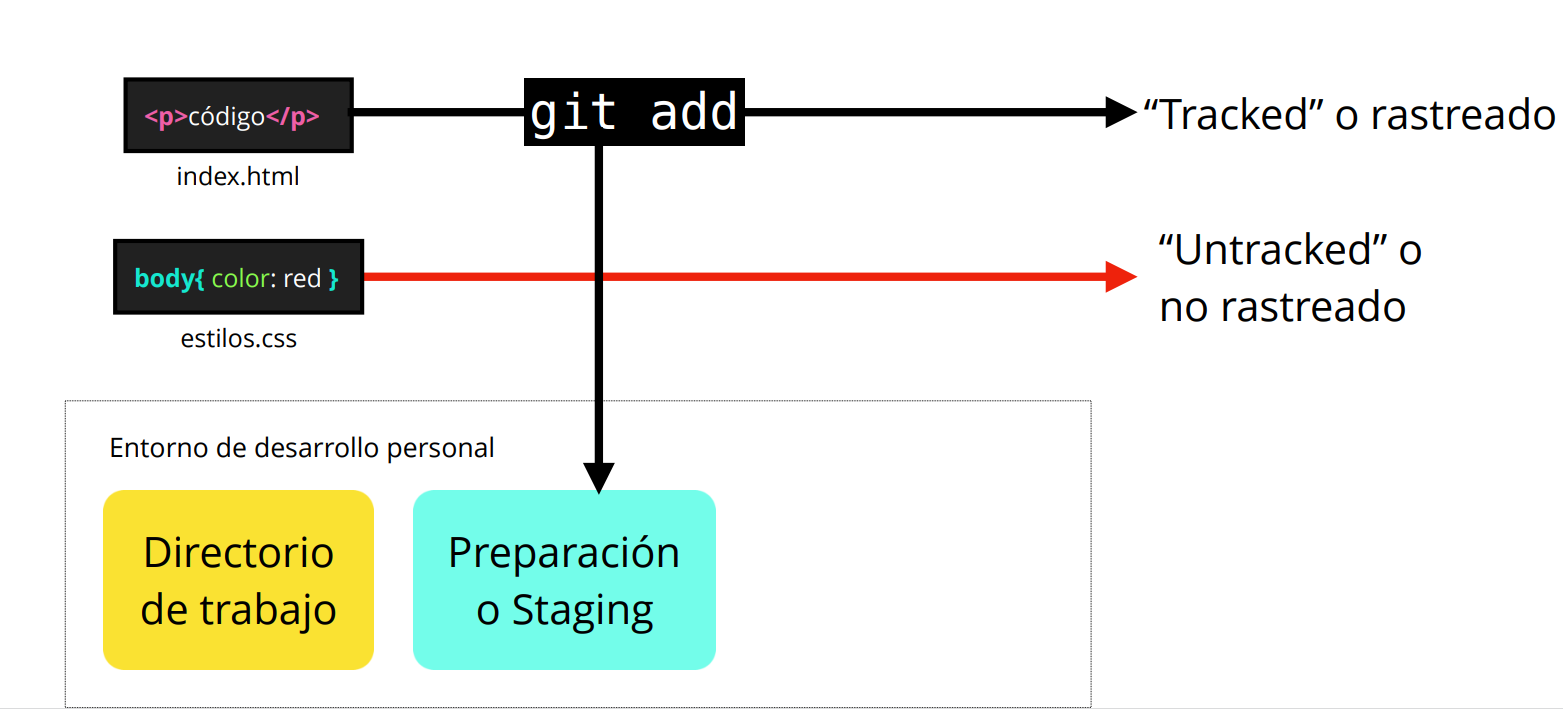 <p>código</p>
git add
“Tracked” o rastreado
index.html
body{ color: red }
“Untracked” o
no rastreado
estilos.css
Entorno de desarrollo personal
Directorio
de trabajo
Preparación
o Staging